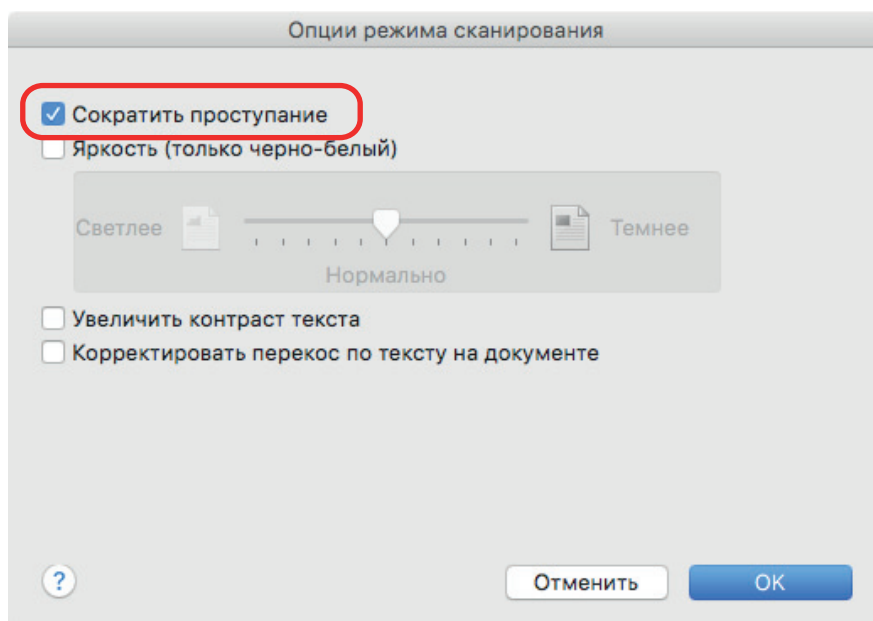 Опции режима сканирования
Сократить проступание
Яркость (только черно-белый)
Светлее Темнее
Нормально
Увеличить контраст текста
Корректировать перекос по тексту на документе
? Отменить OK